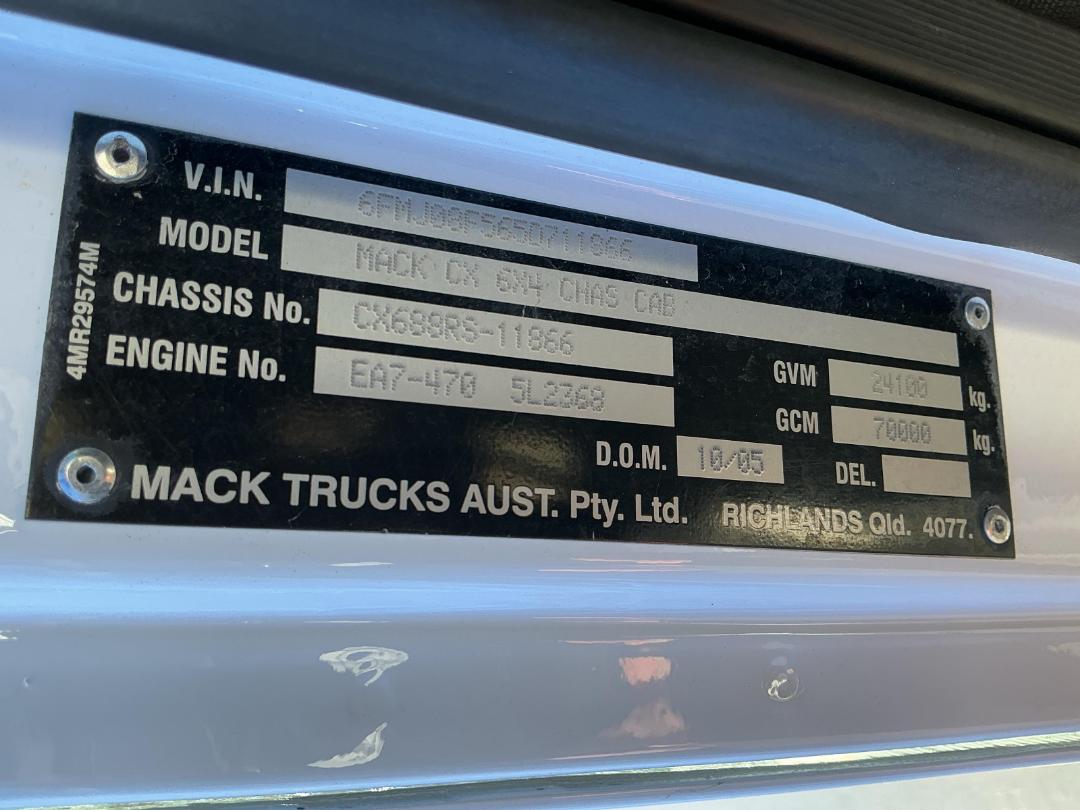 V.I.N. 6FMJ00F565D711866
MODEL MACK CX 6X4 CHAS CAB
CHASSIS No. CX688RS-11866
ENGINE No. EA7-470 5L2368
4MR29574M
GVM 24100 kg.
GCM 70000 kg.
D.O.M. 10/05 DEL.
MACK TRUCKS AUST. Pty. Ltd. RICHLANDS Qld. 4077.